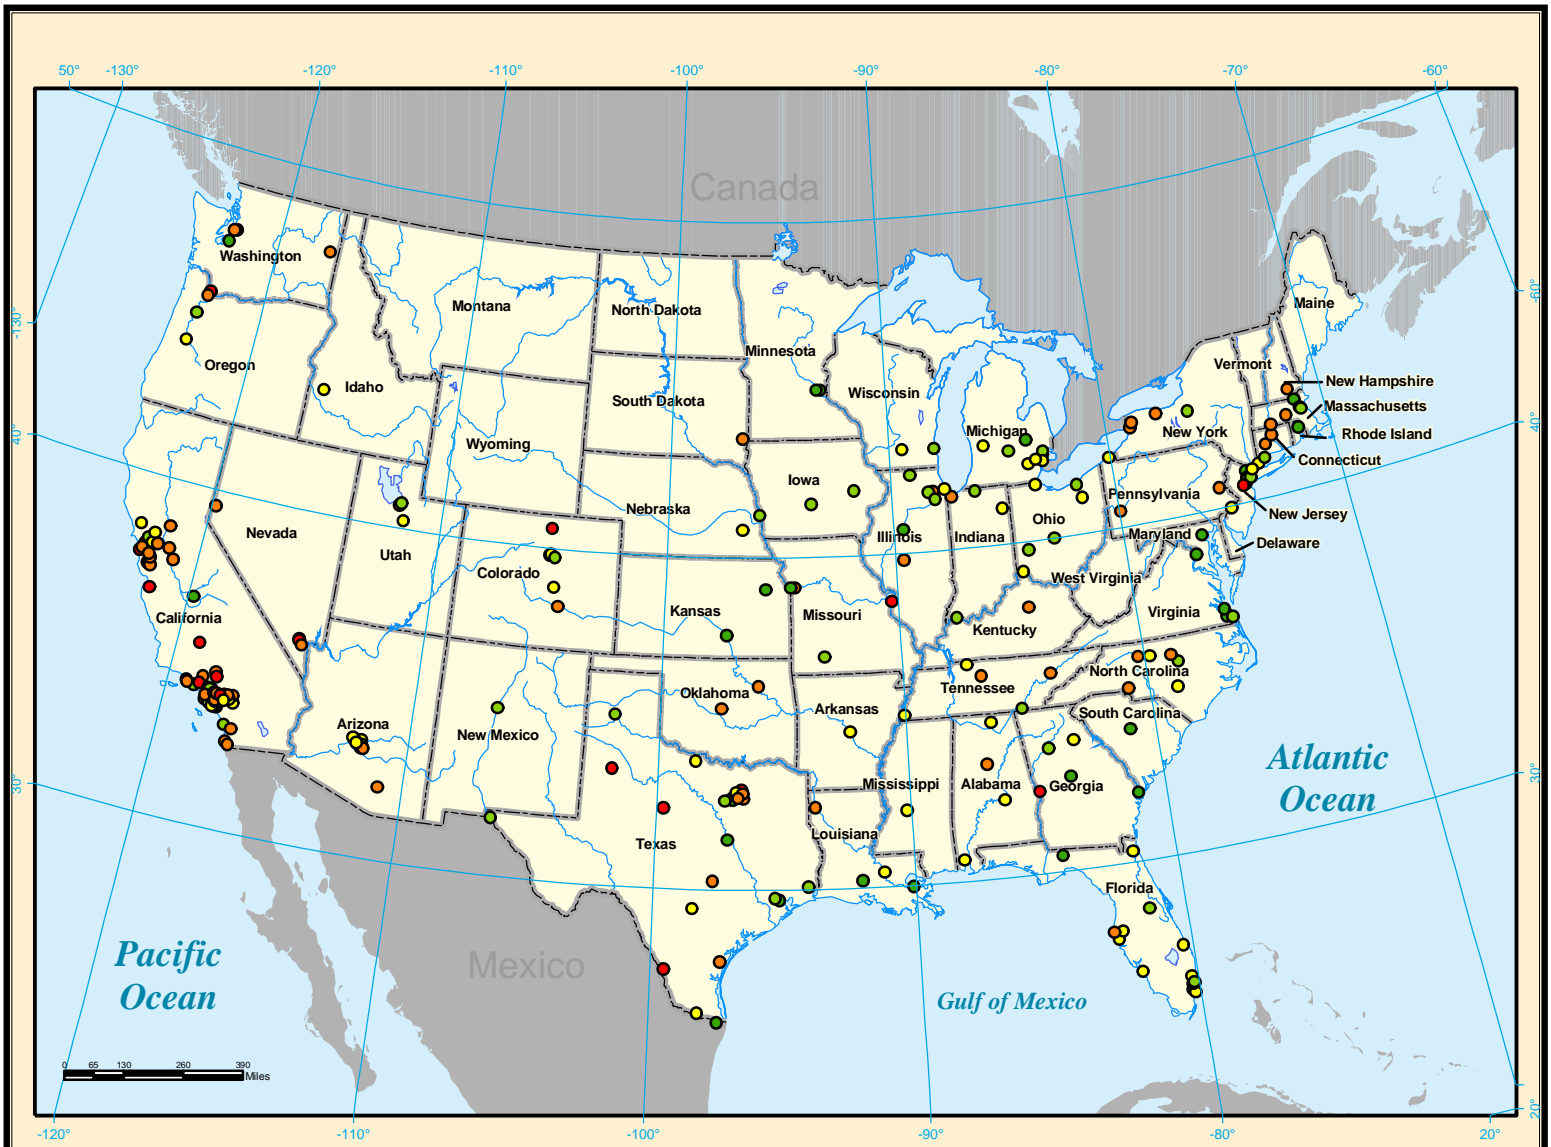 50° -130° -120° -110° -100° -90° -80° -70° -60°
Canada
Washington
Montana
North Dakota
Minnesota
Maine
-60°
-130°
Oregon
Idaho
South Dakota
Wisconsin
Michigan
Vermont
New Hampshire
Massachusetts
New York
Rhode Island
Connecticut
40°
40°
Wyoming
Iowa
Nebraska
Pennsylvania
New Jersey
Nevada
Utah
Colorado
Illinois
Indiana
Ohio
Maryland
Delaware
West Virginia
California
Kansas
Missouri
Kentucky
Virginia
Arizona
New Mexico
Oklahoma
Arkansas
Tennessee
North Carolina
South Carolina
Atlantic
Ocean
30°
30°
Texas
Louisiana
Mississippi
Alabama
Georgia
Florida
Pacific
Ocean
Mexico
Gulf of Mexico
0 65 130 260 390
Miles
20°
-120° -110° -100° -90° -80° 20°